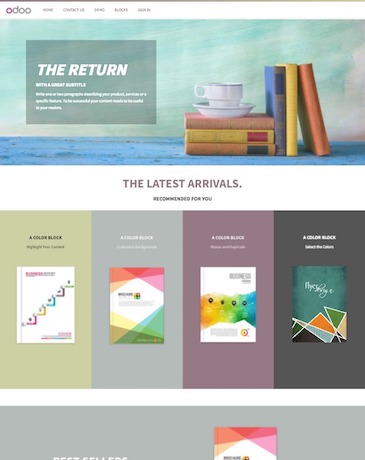 odoo
HOME CONTACT US DEMO BLOCKS SIGN IN
THE RETURN
WITH A GREAT SUBTITLE
Write one or two paragraphs describing your product, services or a
specific feature. To be successful your content needs to be useful
to your readers.
THE LATEST ARRIVALS.
RECOMMENDED FOR YOU
A COLOR BLOCK
Highlight Your Content
A COLOR BLOCK
Customize Backgrounds
A COLOR BLOCK
Reuse and Duplicate
A COLOR BLOCK
Select the Colors
BUSINESS
BROCHURE
BUSINESS
BEST SELLERS
BROCHURE